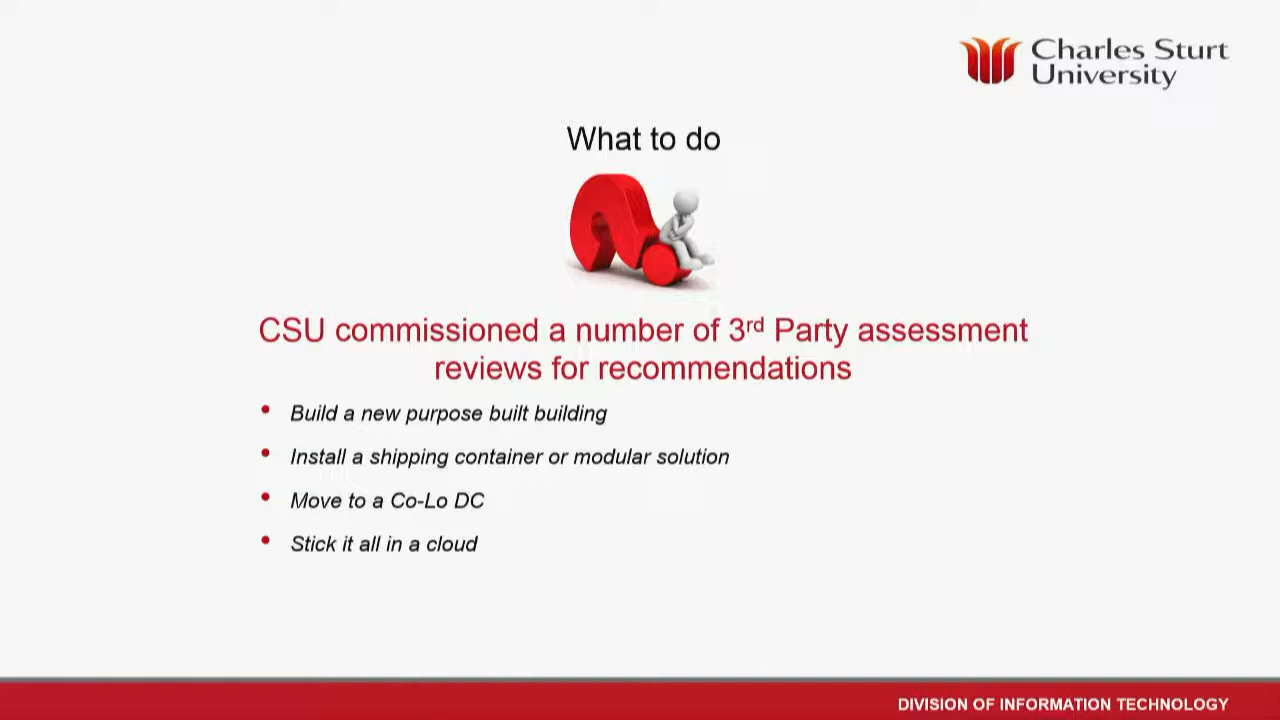 Charles Sturt
University
What to do
CSU commissioned a number of 3rd Party assessment
reviews for recommendations
• Build a new purpose built building
• Install a shipping container or modular solution
• Move to a Co-Lo DC
• Stick it all in a cloud
DIVISION OF INFORMATION TECHNOLOGY